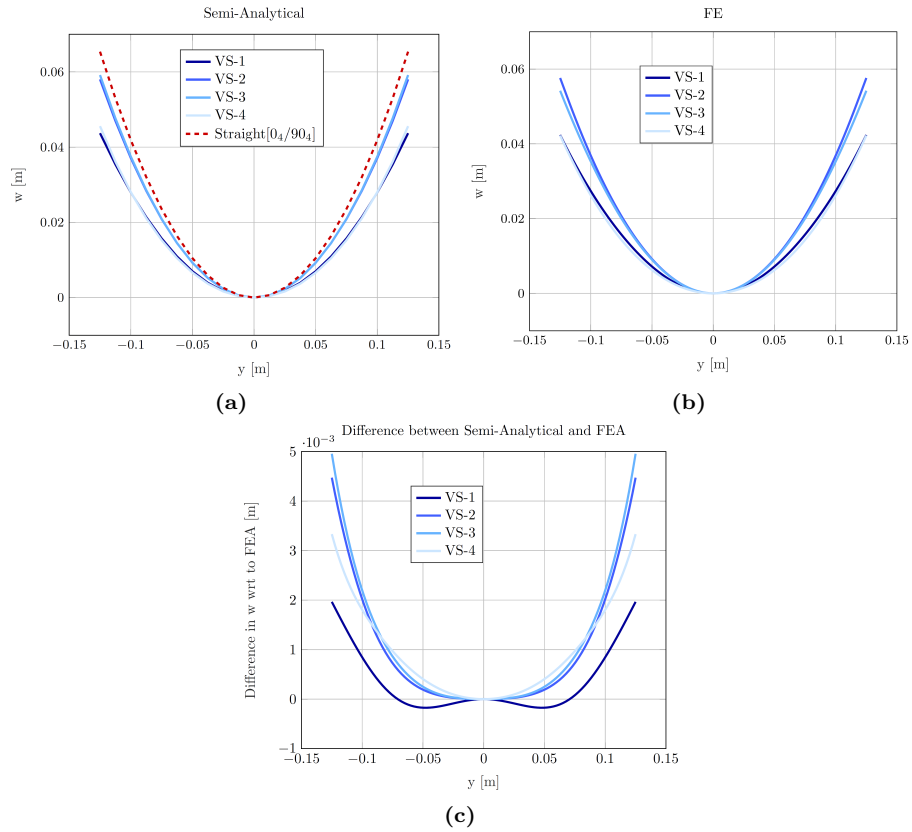 Semi-Analytical
w [m]
0.06
0.04
0.02
0
VS-1
VS-2
VS-3
VS-4
Straight[0₄/90₄]
−0.15
−0.1
−0.05
0
0.05
0.1
0.15
y [m]
(a)
FE
w [m]
0.06
0.04
0.02
0
VS-1
VS-2
VS-3
VS-4
−0.15
−0.1
−0.05
0
0.05
0.1
0.15
y [m]
(b)
Difference between Semi-Analytical and FEA
·10⁻³
Difference in w wrt to FEA [m]
5
4
3
2
1
0
−1
VS-1
VS-2
VS-3
VS-4
−0.15
−0.1
−0.05
0
0.05
0.1
0.15
y [m]
(c)